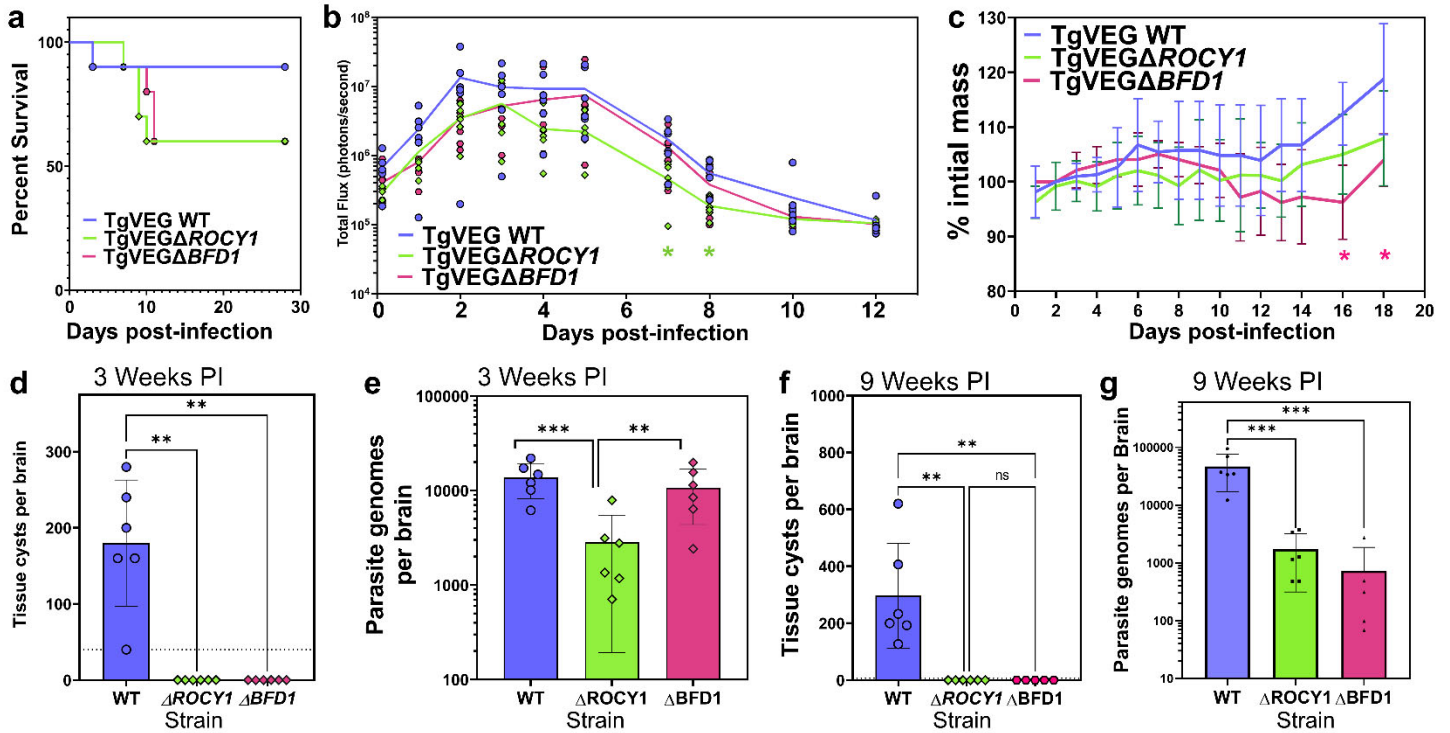 a
Percent Survival
100
50
0
0
10
20
30
TgVEG WT
TgVEGΔROCY1
TgVEGΔBFD1
Days post-infection
b
Total Flux (photons/second)
10⁸
10⁷
10⁶
10⁵
10⁴
0
2
4
6
8
10
12
* *
TgVEG WT
TgVEGΔROCY1
TgVEGΔBFD1
Days post-infection
c
% intial mass
130
120
110
100
90
80
TgVEG WT
TgVEGΔROCY1
TgVEGΔBFD1
* *
0 2 4 6 8 10 12 14 16 18 20
Days post-infection
d
3 Weeks PI
Tissue cysts per brain
300
200
100
0
**
**
WT ΔROCY1 ΔBFD1
Strain
e
3 Weeks PI
Parasite genomes
per brain
100000
10000
1000
100
*** **
WT ΔROCY1 ΔBFD1
Strain
f
9 Weeks PI
Tissue cysts per brain
1000
800
600
400
200
0
**
** ns
WT ΔROCY1 ΔBFD1
Strain
g
9 Weeks PI
Parasite genomes per Brain
100000
10000
1000
100
10
***
***
WT ΔROCY1 ΔBFD1
Strain